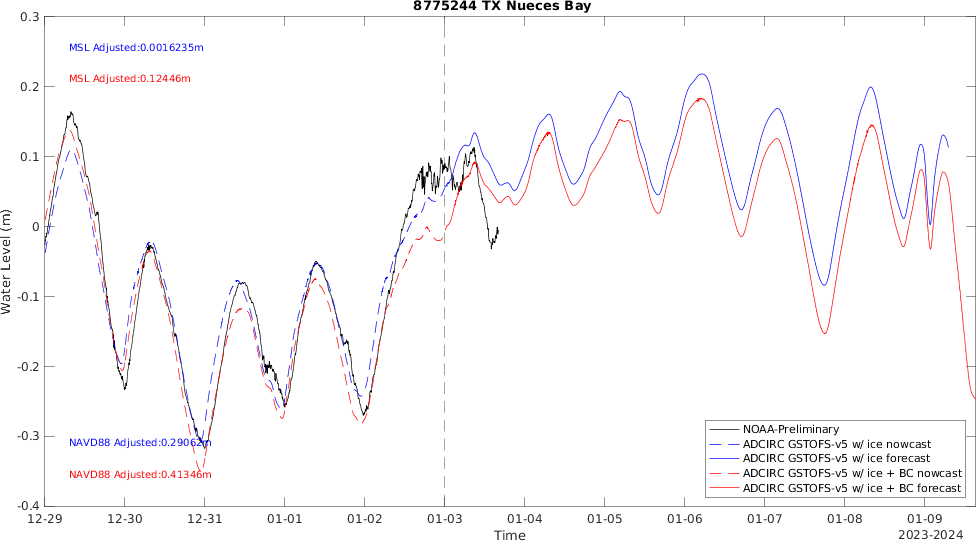 8775244 TX Nueces Bay
MSL Adjusted:0.0016235m
MSL Adjusted:0.12446m
NAVD88 Adjusted:0.29062m
NAVD88 Adjusted:0.41346m
Water Level (m)
0.3
0.2
0.1
0
-0.1
-0.2
-0.3
-0.4
NOAA-Preliminary
ADCIRC GSTOFS-v5 w/ ice nowcast
ADCIRC GSTOFS-v5 w/ ice forecast
ADCIRC GSTOFS-v5 w/ ice + BC nowcast
ADCIRC GSTOFS-v5 w/ ice + BC forecast
12-29 12-30 12-31 01-01 01-02 01-03 01-04 01-05 01-06 01-07 01-08 01-09
Time
2023-2024